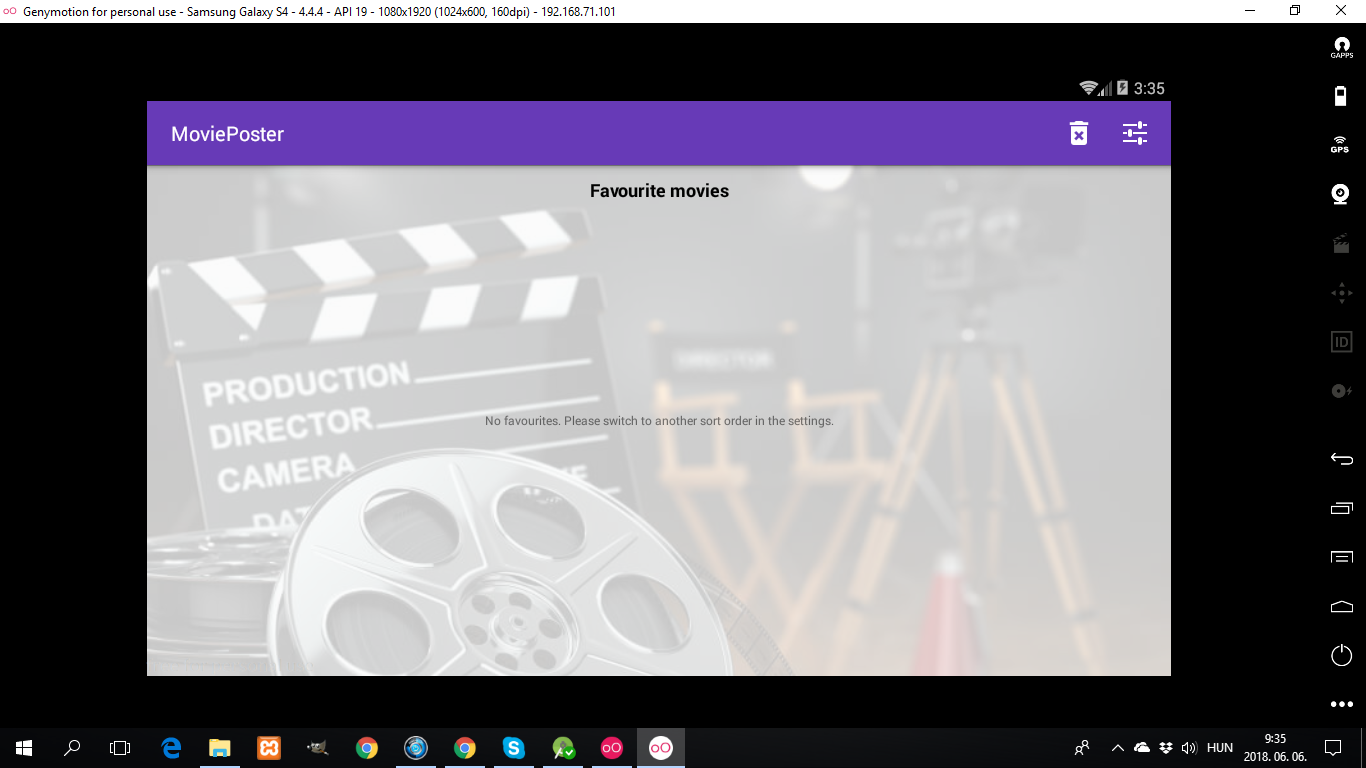 Genymotion for personal use - Samsung Galaxy S4 - 4.4.4 - API 19 - 1080x1920 (1024x600, 160dpi) - 192.168.71.101
GAPPS
3:35
MoviePoster
GPS
Favourite movies
DIRECTOR
ID
PRODUCTION
DIRECTOR
CAMERA
No favourites. Please switch to another sort order in the settings.
DAT
HUN
9:35
2018. 06. 06.